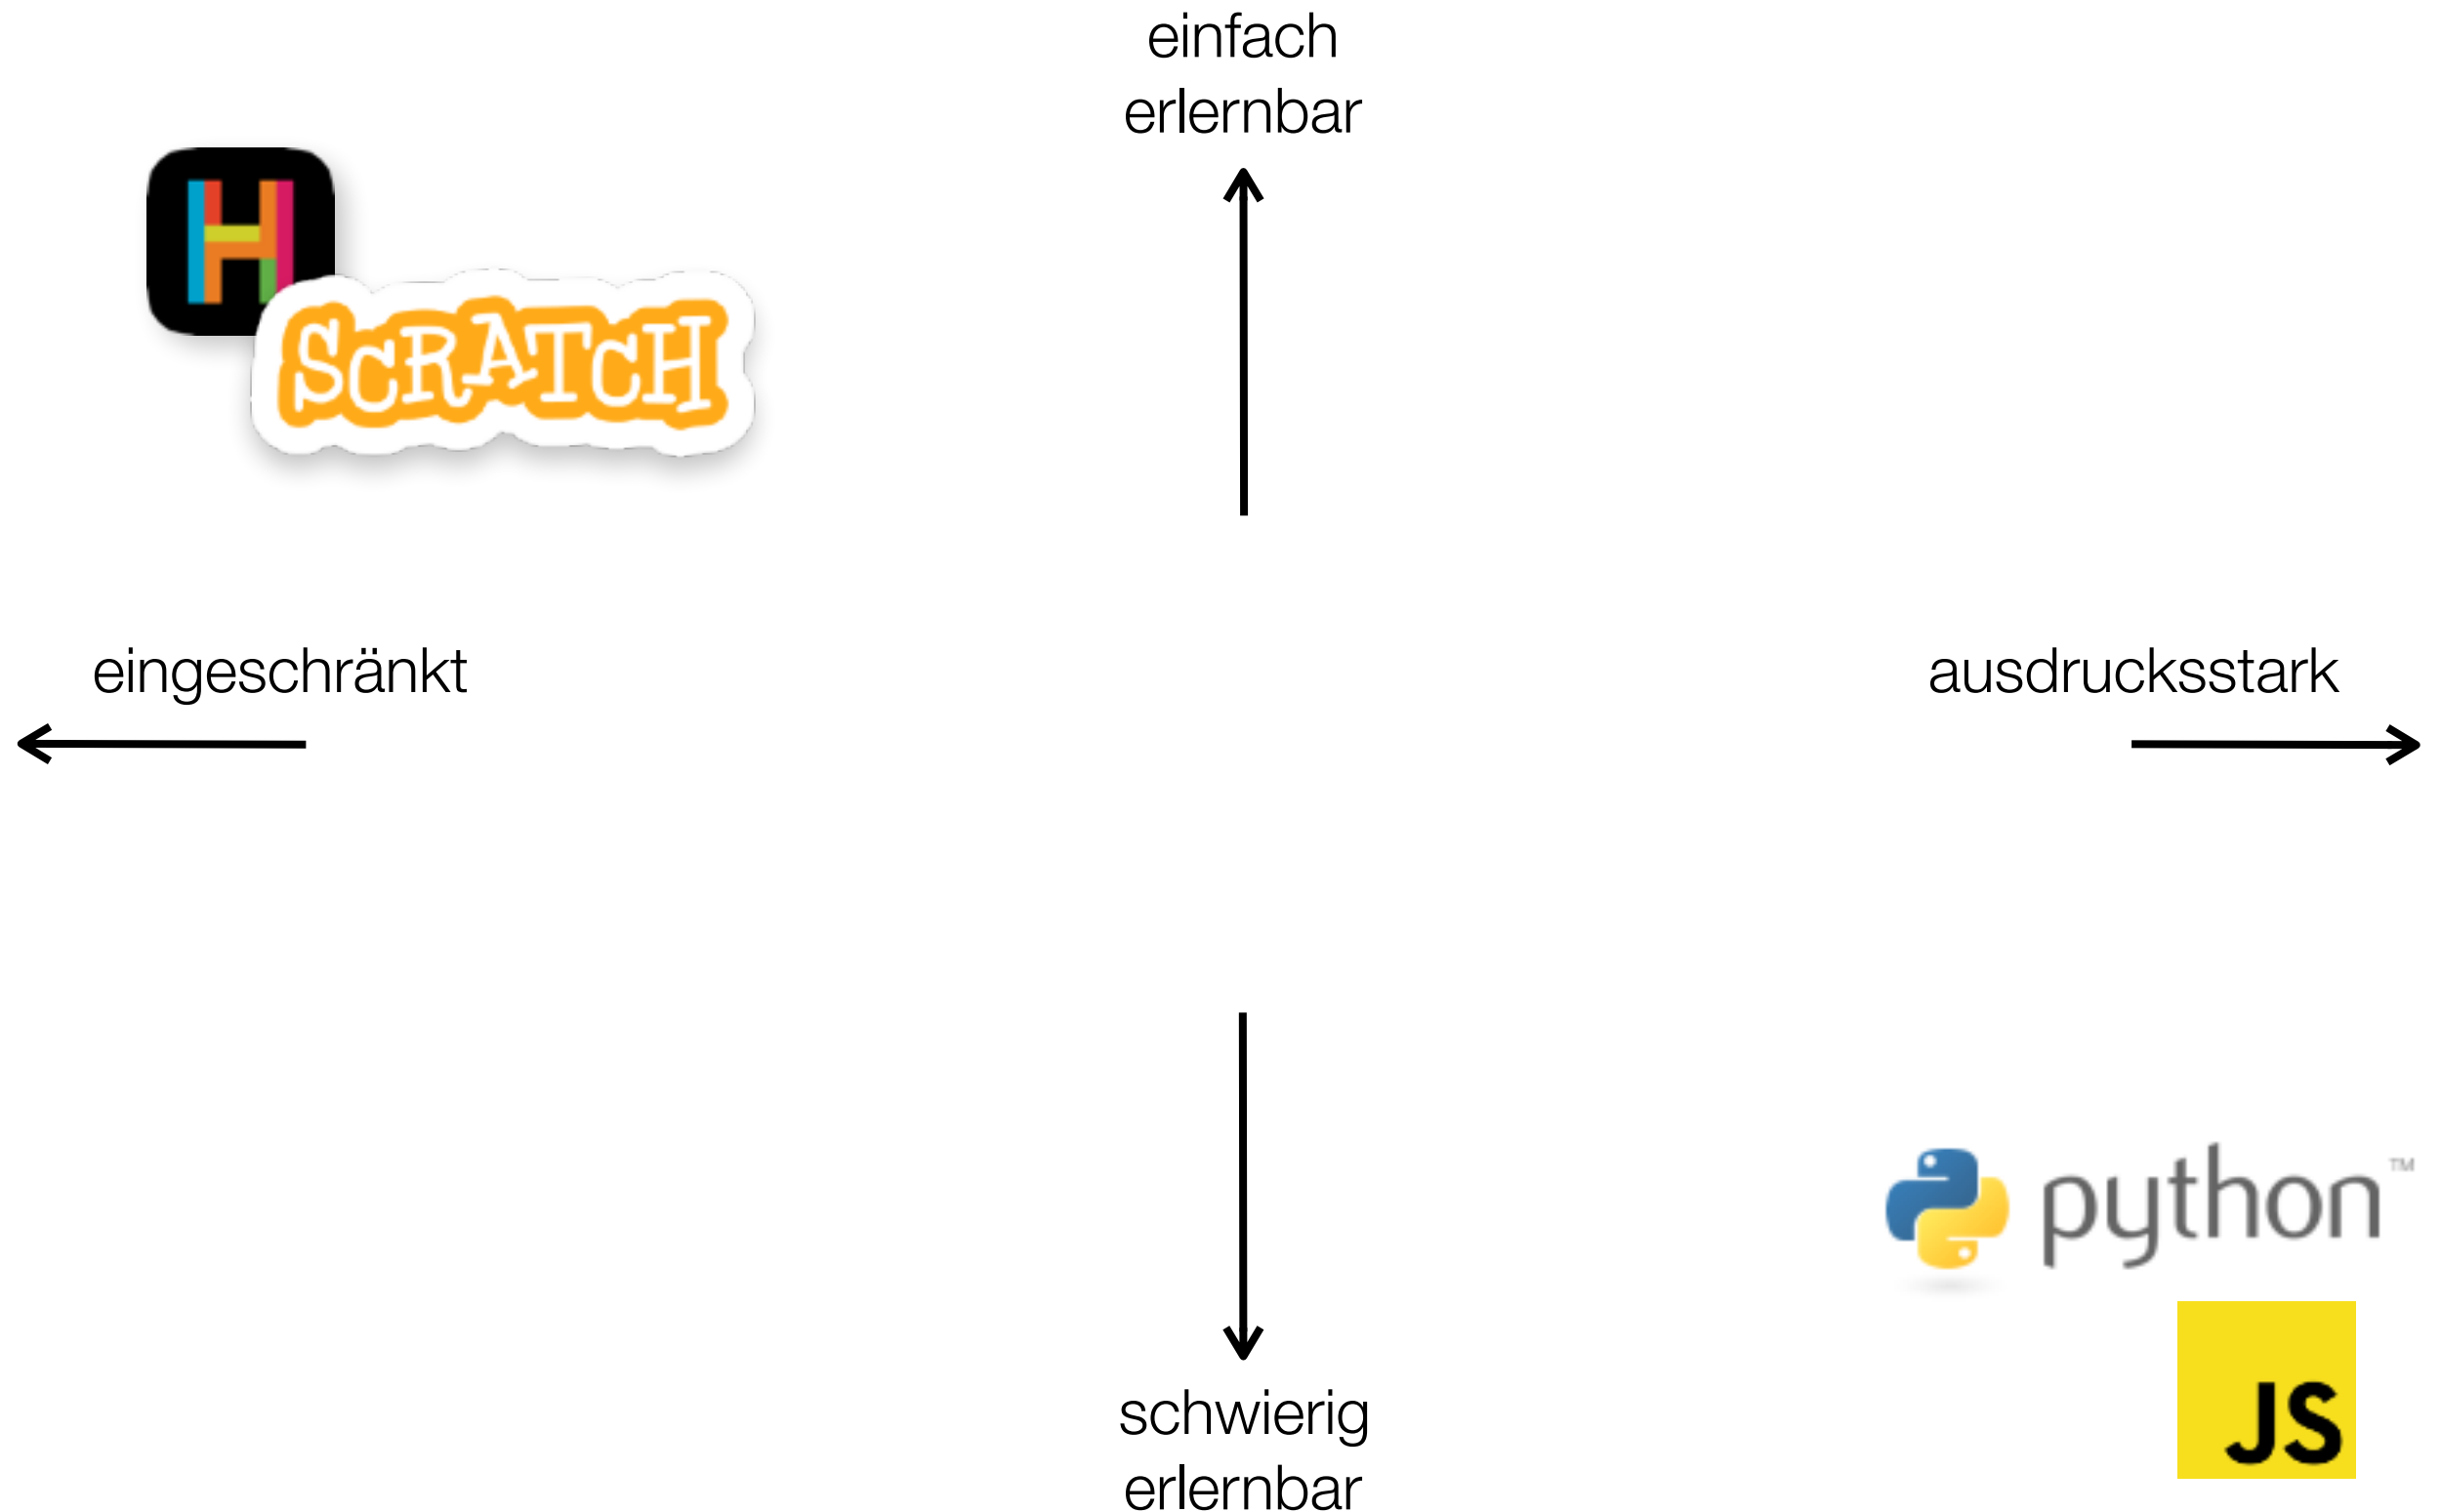 einfach
erlernbar
H
SCRATCH
eingeschränkt
ausdrucksstark
python™
JS
schwierig
erlernbar